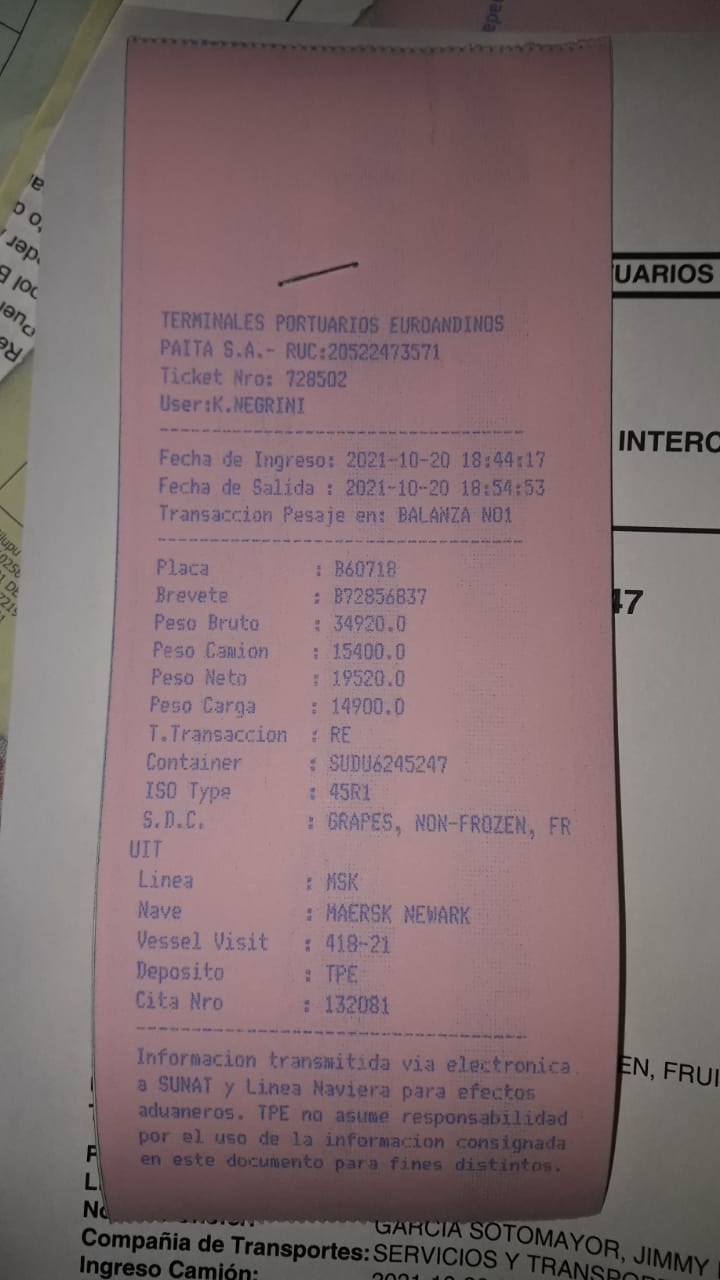 TERMINALES PORTUARIOS EUROANDINOS
PAITA S.A.- RUC:20522473571
Ticket Nro: 728502
User:K.NEGRINI
Fecha de Ingreso: 2021-10-20 18:44:17
Fecha de Salida : 2021-10-20 18:54:53
Transaccion Pesaje en: BALANZA NO1
Placa : B60718
Brevete : B72856837
Peso Bruto : 34920.0
Peso Camion : 15400.0
Peso Neto : 19520.0
Peso Carga : 14900.0
T.Transaccion : RE
Container : SUDU6245247
ISO Type : 45R1
S.D.C. : GRAPES, NON-FROZEN, FR
UIT
Linea : MSK
Nave : MAERSK NEWARK
Vessel Visit : 418-21
Deposito : TPE
Cita Nro : 132081
Informacion transmitida via electronica
a SUNAT y Linea Naviera para efectos
aduaneros. TPE no asume responsabilidad
por el uso de la informacion consignada
en este documento para fines distintos.
UARIOS
INTERC
47
EN, FRUI
GARCIA SOTOMAYOR, JIMMY
Compañia de Transportes: SERVICIOS Y TRANSP
Ingreso Camión: